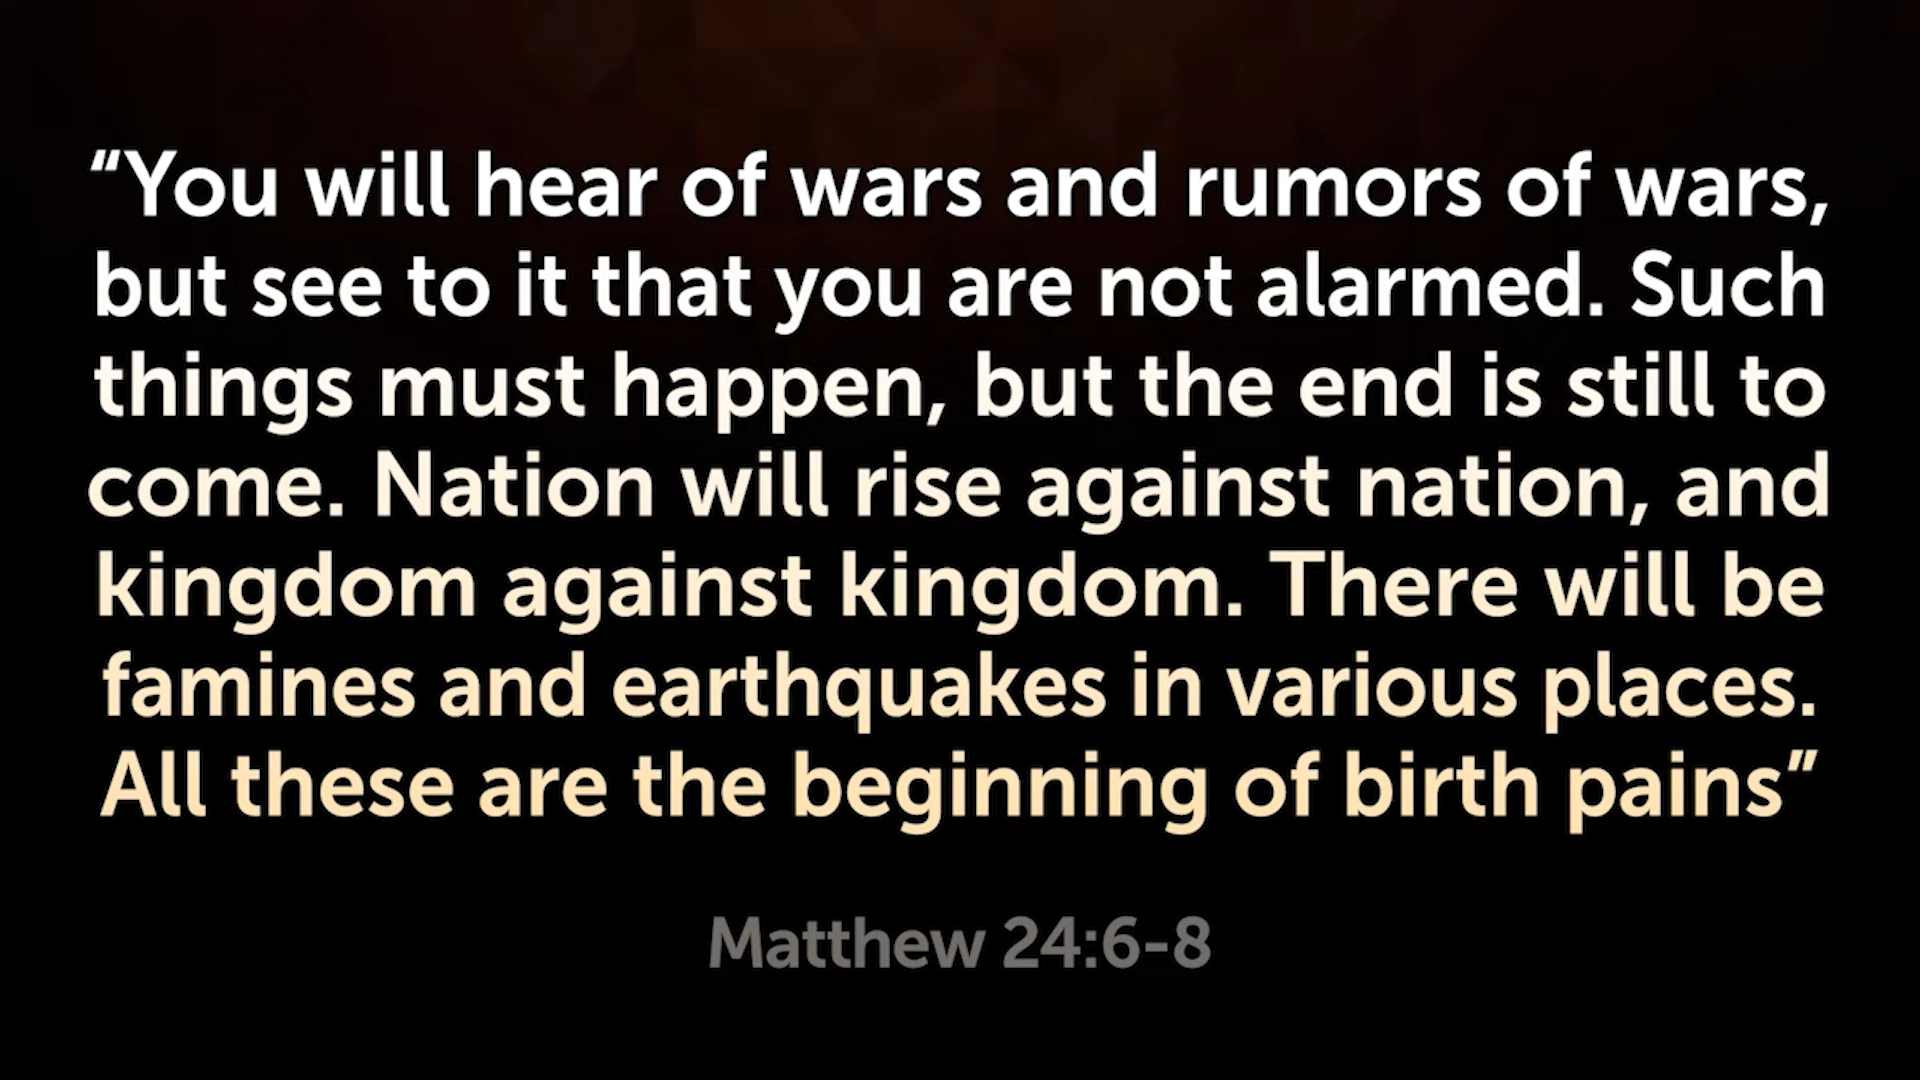 “You will hear of wars and rumors of wars,
but see to it that you are not alarmed. Such
things must happen, but the end is still to
come. Nation will rise against nation, and
kingdom against kingdom. There will be
famines and earthquakes in various places.
All these are the beginning of birth pains”
Matthew 24:6-8